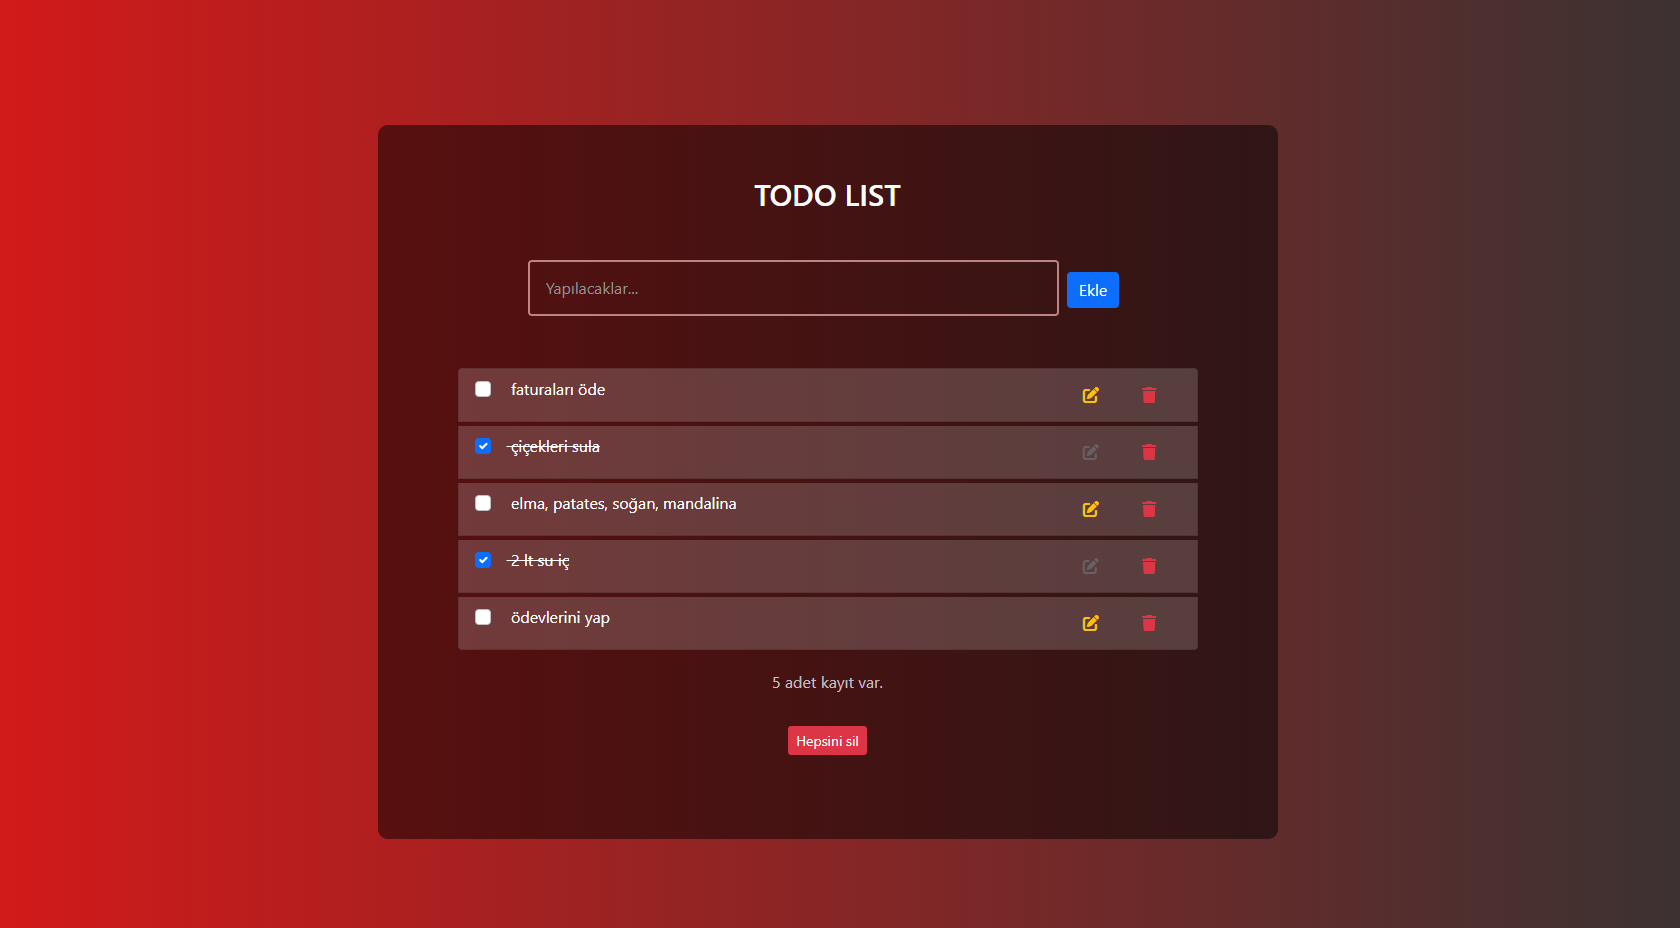 TODO LIST
Yapılacaklar...
Ekle
faturaları öde
çiçekleri sula
elma, patates, soğan, mandalina
2 lt su iç
ödevlerini yap
5 adet kayıt var.
Hepsini sil